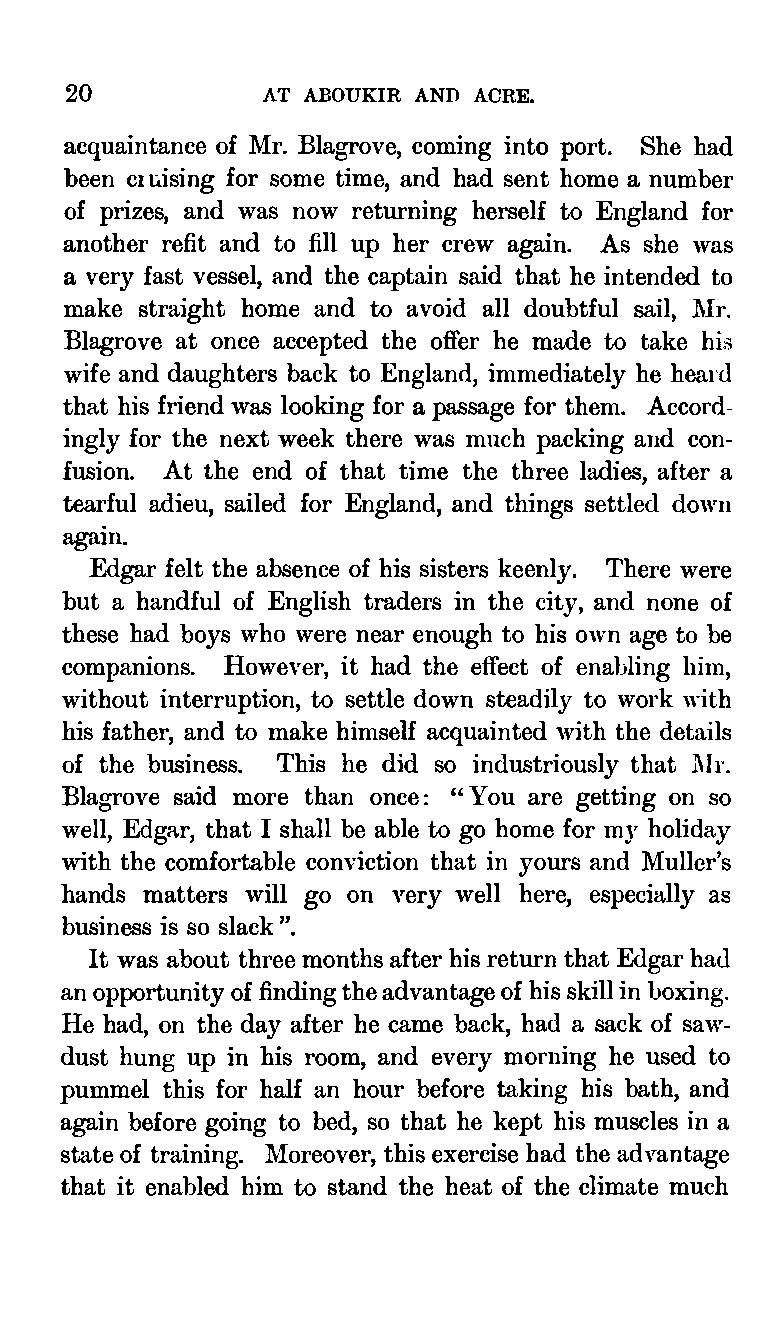 20 AT ABOUKIR AND ACRE.
acquaintance of Mr. Blagrove, coming into port. She had
been cruising for some time, and had sent home a number
of prizes, and was now returning herself to England for
another refit and to fill up her crew again. As she was
a very fast vessel, and the captain said that he intended to
make straight home and to avoid all doubtful sail, Mr.
Blagrove at once accepted the offer he made to take his
wife and daughters back to England, immediately he heard
that his friend was looking for a passage for them. Accord-
ingly for the next week there was much packing and con-
fusion. At the end of that time the three ladies, after a
tearful adieu, sailed for England, and things settled down
again.
Edgar felt the absence of his sisters keenly. There were
but a handful of English traders in the city, and none of
these had boys who were near enough to his own age to be
companions. However, it had the effect of enabling him,
without interruption, to settle down steadily to work with
his father, and to make himself acquainted with the details
of the business. This he did so industriously that Mr.
Blagrove said more than once: “You are getting on so
well, Edgar, that I shall be able to go home for my holiday
with the comfortable conviction that in yours and Muller’s
hands matters will go on very well here, especially as
business is so slack”.
It was about three months after his return that Edgar had
an opportunity of finding the advantage of his skill in boxing.
He had, on the day after he came back, had a sack of saw-
dust hung up in his room, and every morning he used to
pummel this for half an hour before taking his bath, and
again before going to bed, so that he kept his muscles in a
state of training. Moreover, this exercise had the advantage
that it enabled him to stand the heat of the climate much